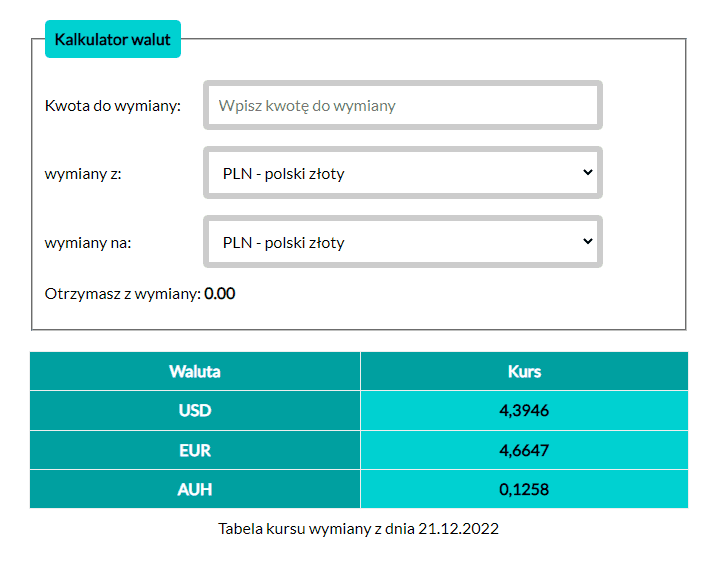 Kalkulator walut
Kwota do wymiany: Wpisz kwotę do wymiany
wymiany z: PLN - polski złoty
wymiany na: PLN - polski złoty
Otrzymasz z wymiany: 0.00
Waluta Kurs
USD 4,3946
EUR 4,6647
AUH 0,1258
Tabela kursu wymiany z dnia 21.12.2022